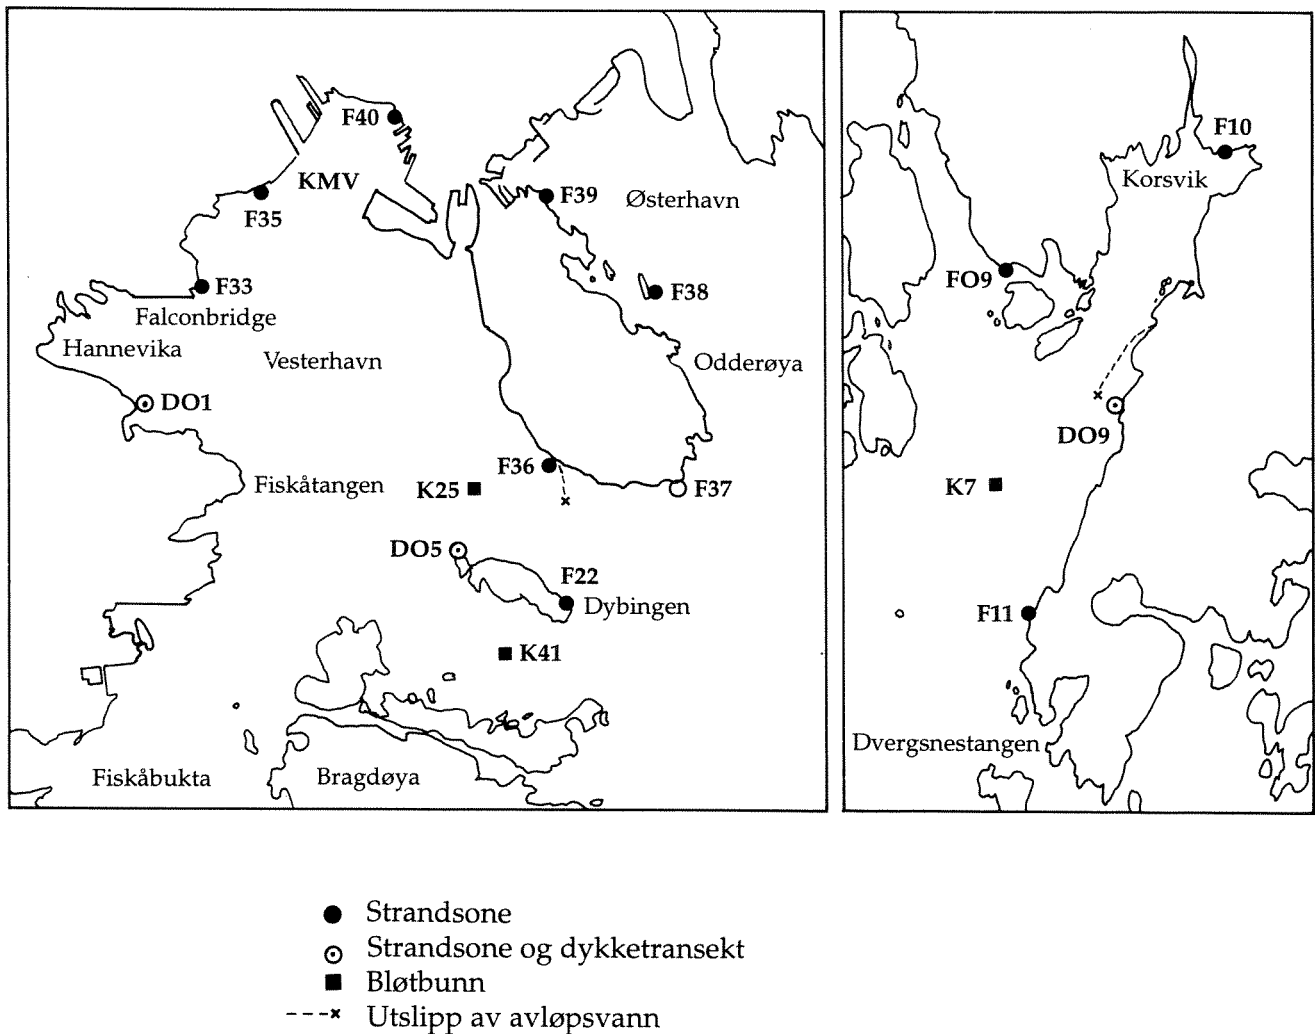 F40
KMV
F35
F39
Østerhavn
F33
F38
Falconbridge
Hannevika
Vesterhavn
Odderøya
DO1
F36
Fiskåtangen
K25
F37
DO5
F22
Dybingen
K41
Fiskåbukta
Bragdøya
F10
Korsvik
FO9
DO9
K7
F11
Dvergsnestangen
Strandsone
Strandsone og dykketransekt
Bløtbunn
Utslipp av avløpsvann